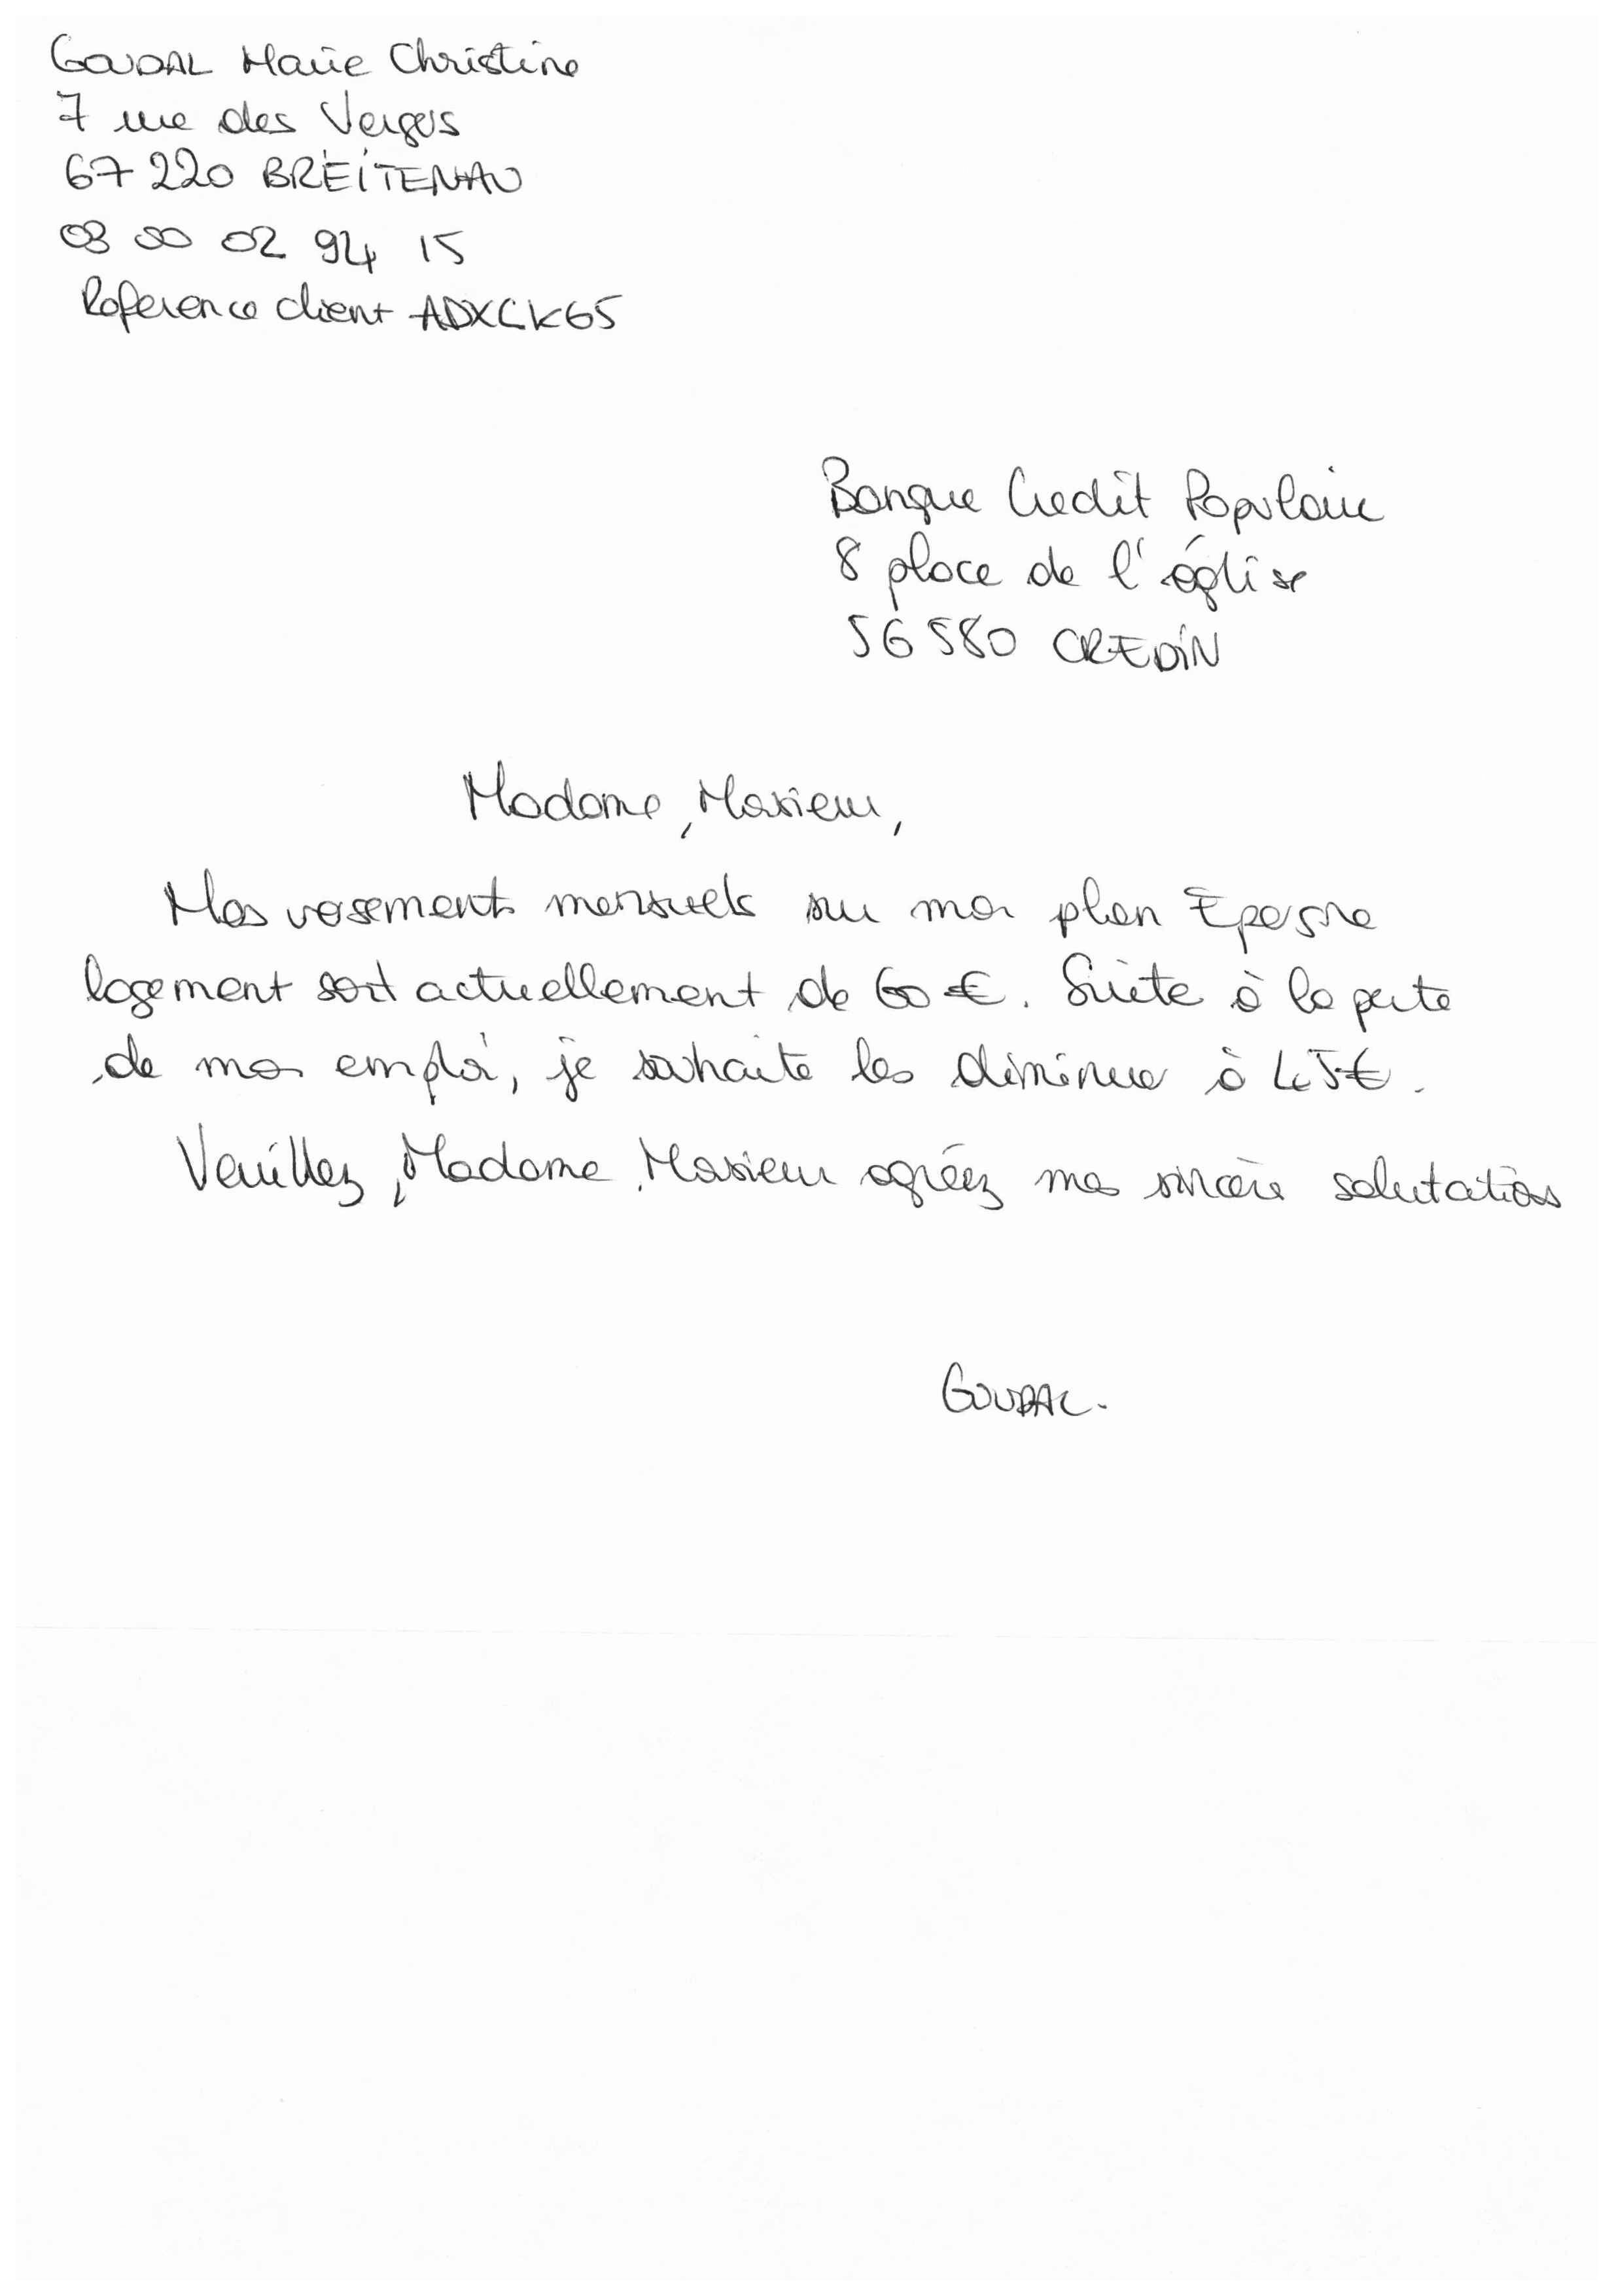 GOUDAL Marie Christine
7 rue des Vergers
67 220 BREITENAU
03 00 02 94 15
Reference client ADXCK65
Banque Credit Populaire
8 place de l'église
56 580 CREDIN
Madame, Monsieur,
Mes versements mensuels sur mon plan Epargne
logement sont actuellement de 60 €. Suite à la perte
de mon emploi, je souhaite les diminuer à 45€.
Veuillez, Madame, Monsieur agréez mes sincère salutations
GOUDAL.